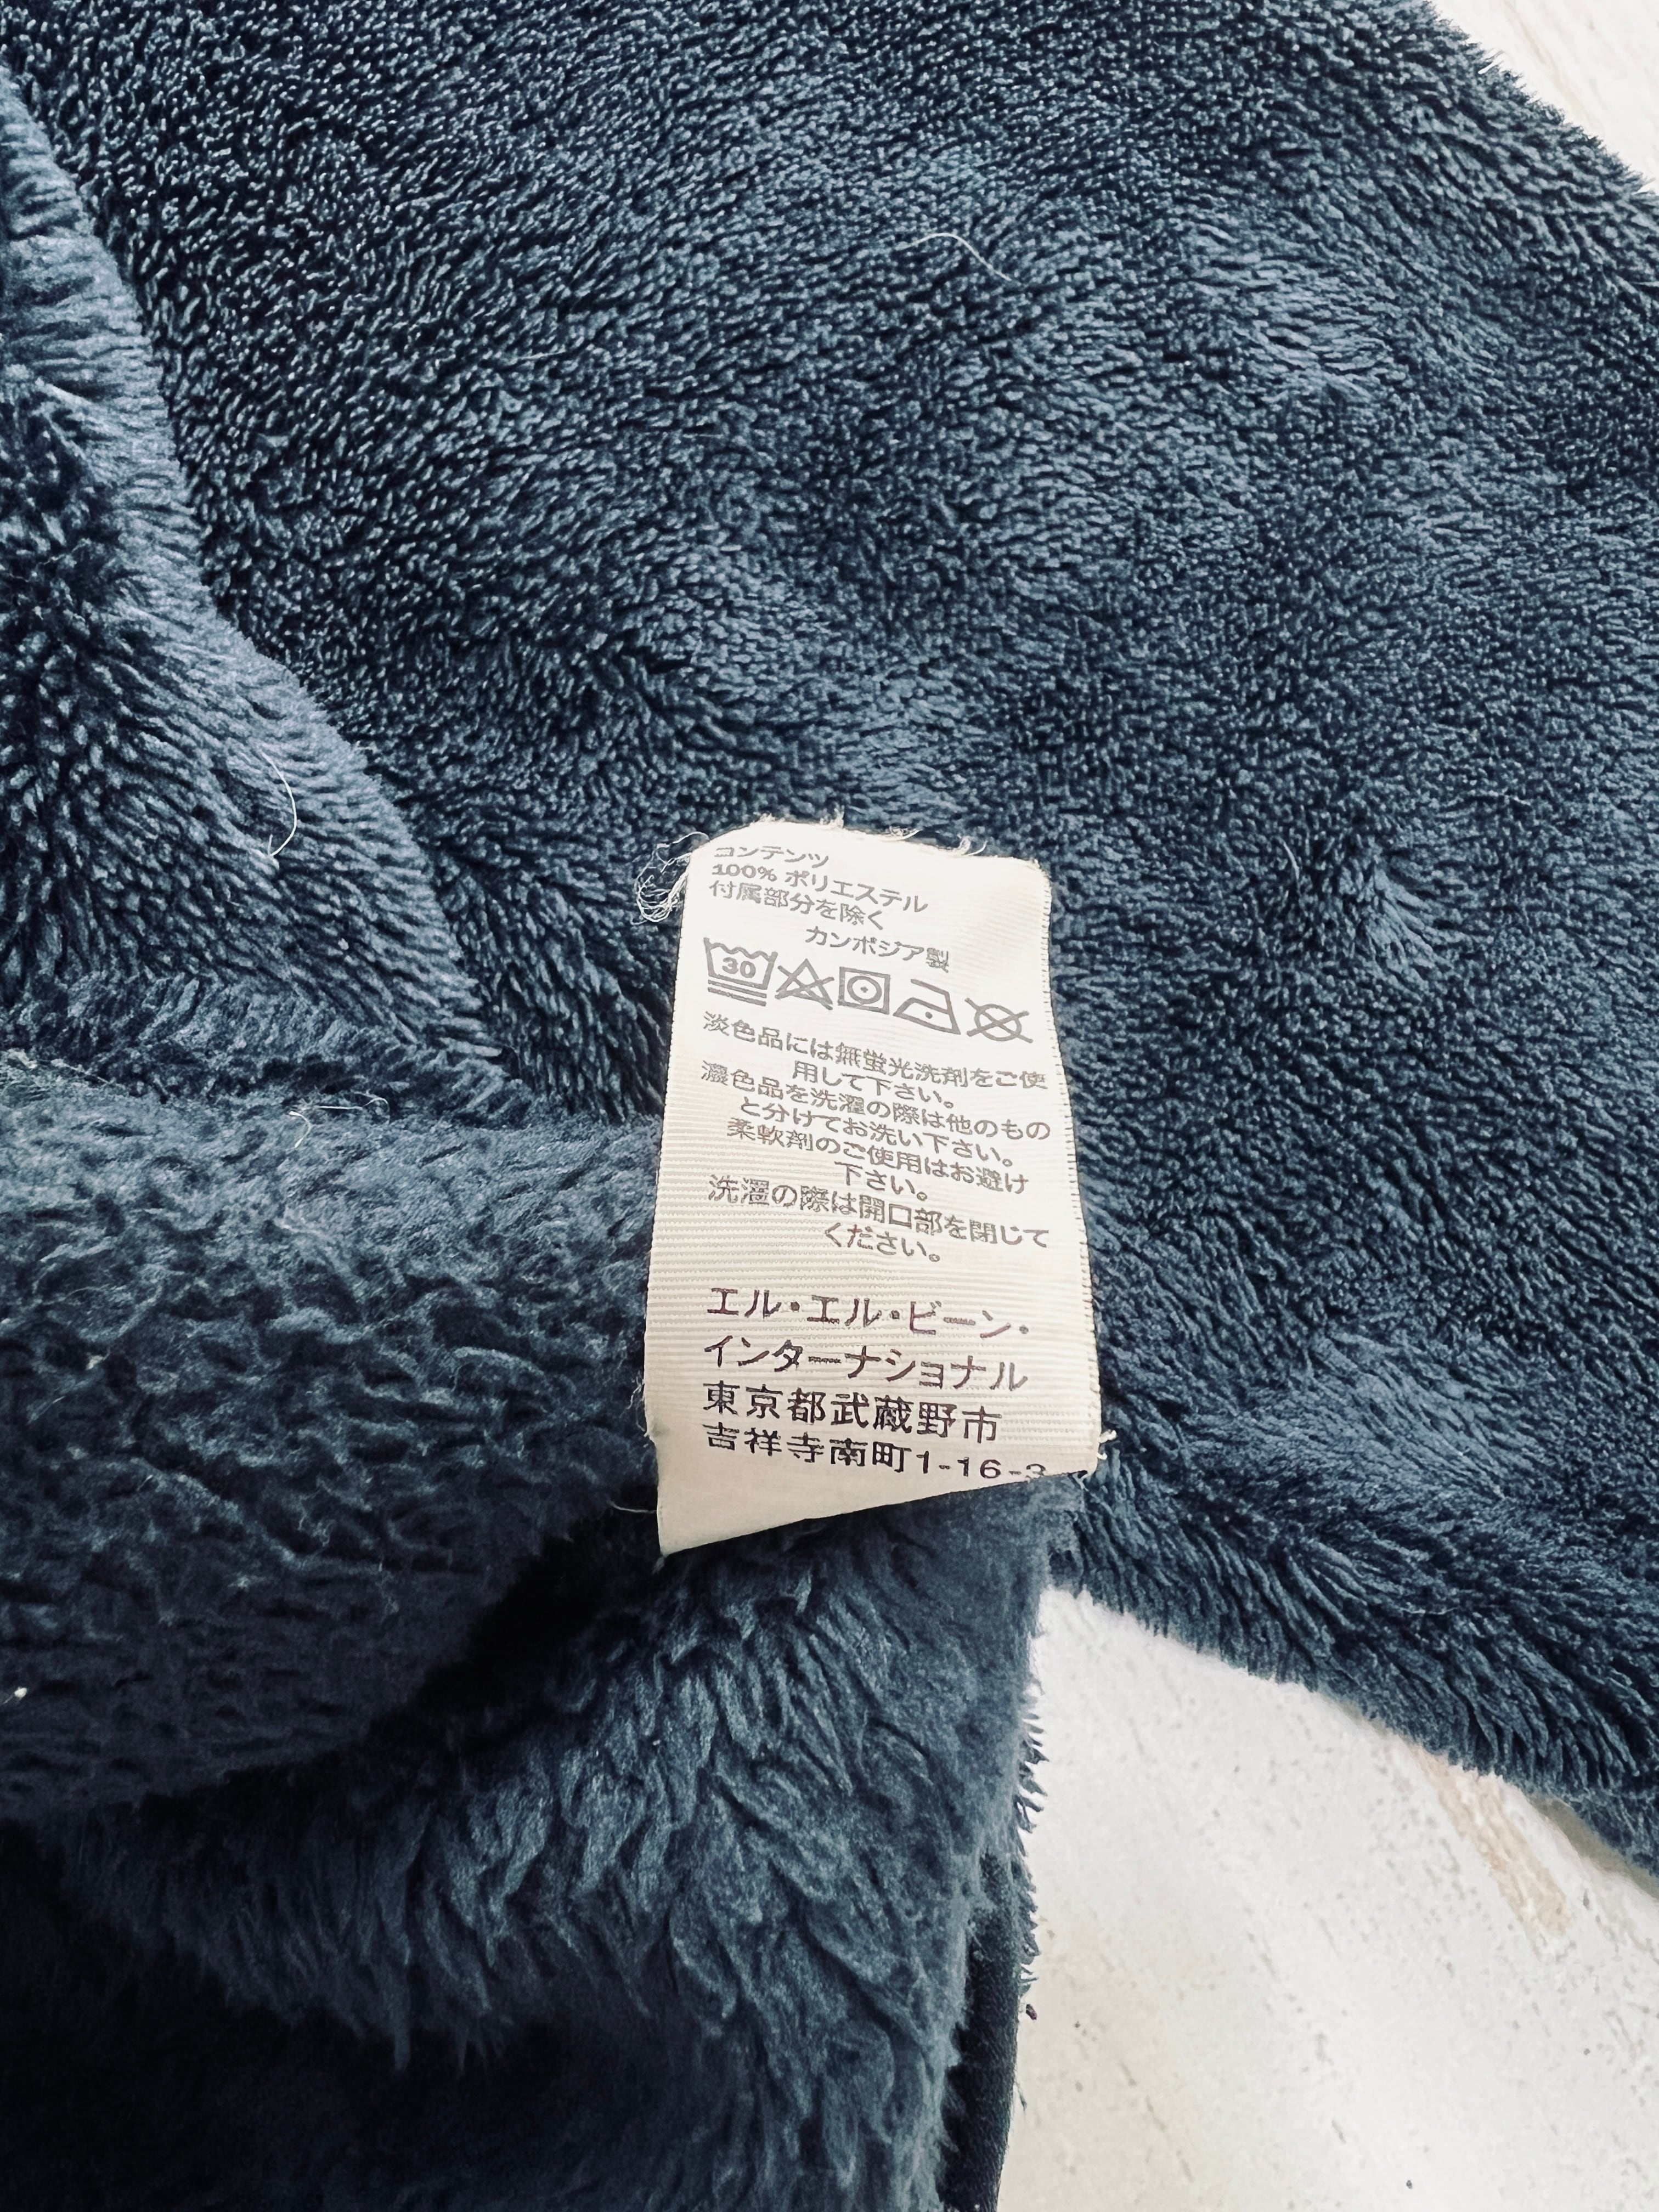 コンテンツ
100% ポリエステル
付属部分を除く
カンボジア製
30
淡色品には無蛍光洗剤をご使
用して下さい。
濃色品を洗濯の際は他のもの
と分けてお洗い下さい。
柔軟剤のご使用はお避け
下さい。
洗濯の際は開口部を閉じて
ください。
エル・エル・ビーン・
インターナショナル
東京都武蔵野市
吉祥寺南町1-16-3